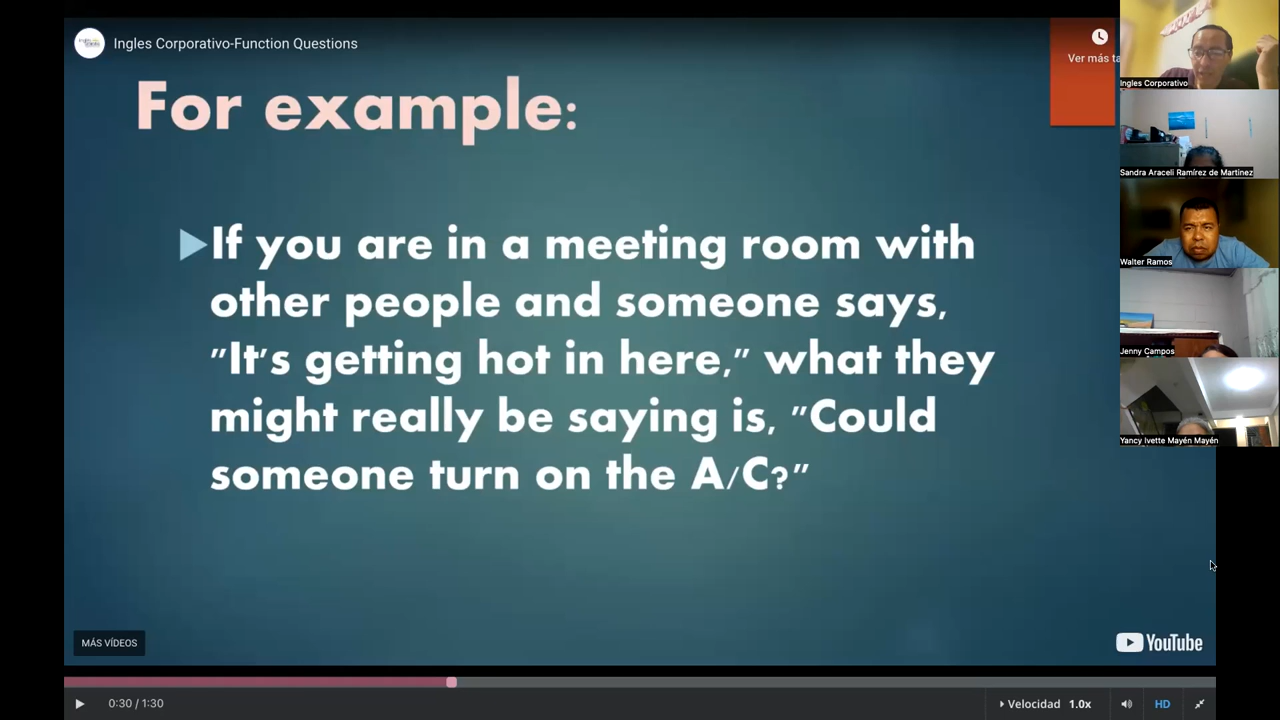 Ingles Corporativo-Function Questions
Ver más ta
For example:
If you are in a meeting room with
other people and someone says,
"It's getting hot in here," what they
might really be saying is, "Could
someone turn on the A/C?"
MÁS VÍDEOS
YouTube
0:30 / 1:30
Velocidad 1.0x
HD
Ingles Corporativo
Sandra Araceli Ramírez de Martinez
Walter Ramos
Jenny Campos
Yancy Ivette Mayén Mayén